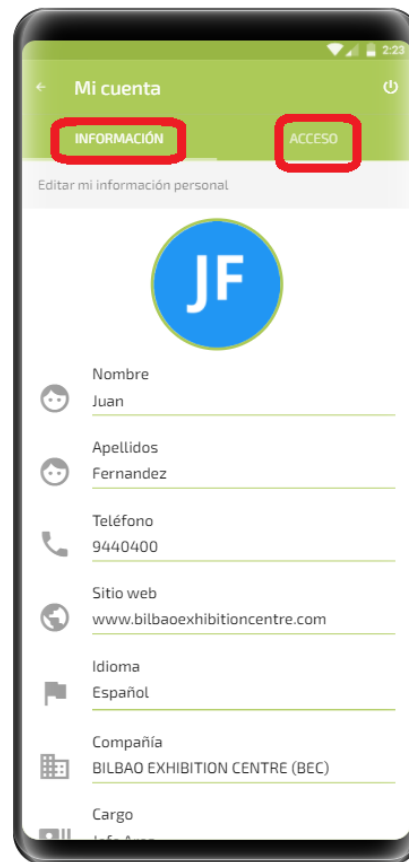 2:23
Mi cuenta
INFORMACIÓN ACCESO
Editar mi información personal
JF
Nombre
Juan
Apellidos
Fernandez
Teléfono
9440400
Sitio web
www.bilbaoexhibitioncentre.com
Idioma
Español
Compañía
BILBAO EXHIBITION CENTRE (BEC)
Cargo